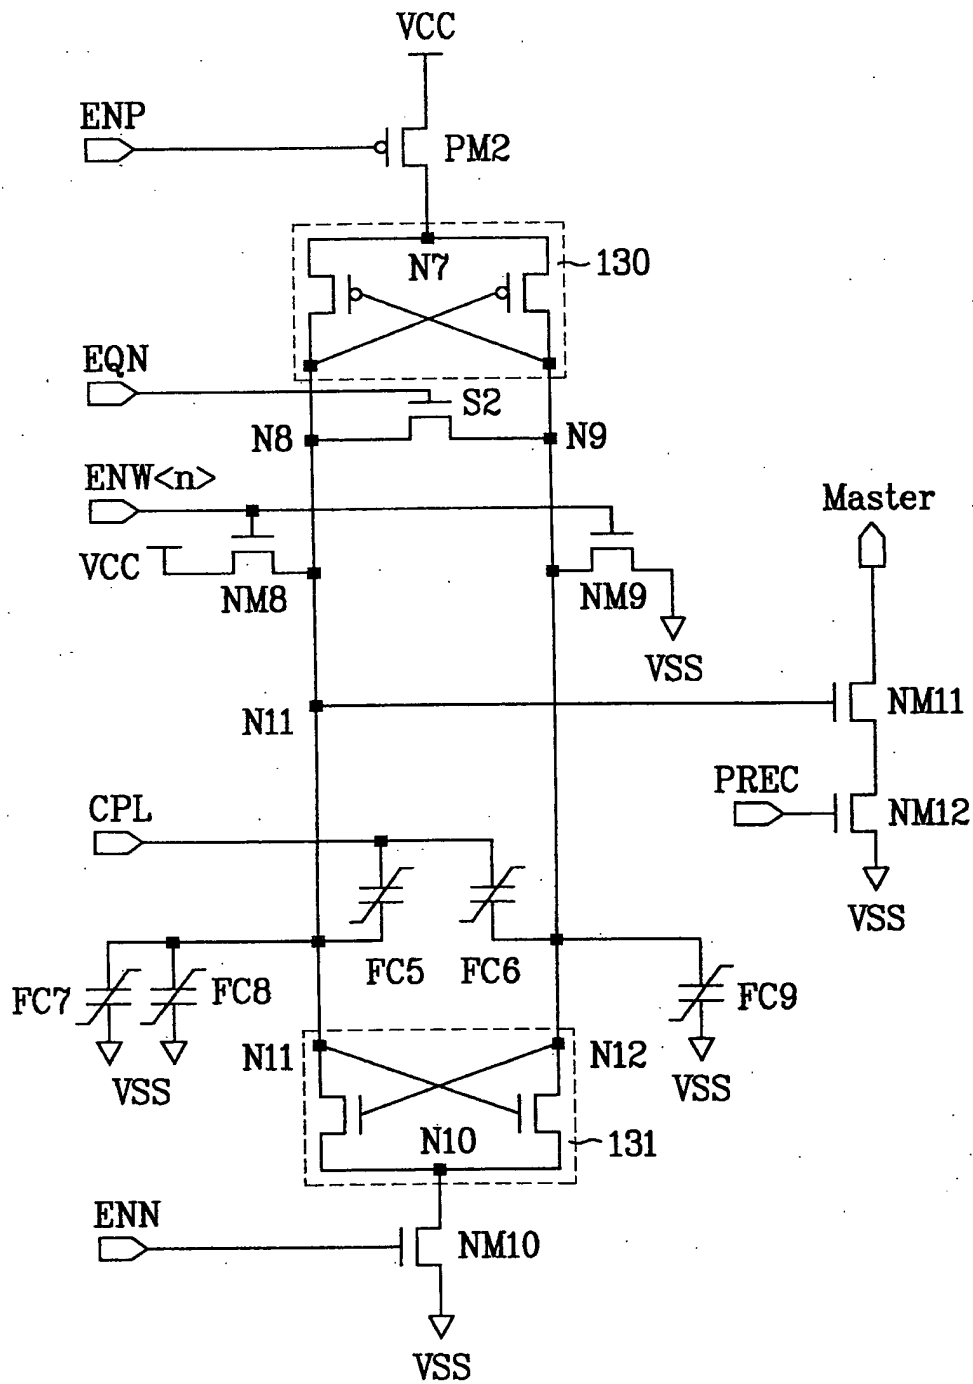 VCC
ENP
PM2
N7
130
EQN
S2
N8
N9
ENW<n>
Master
VCC
NM8
NM9
VSS
N11
NM11
PREC
CPL
NM12
VSS
FC5
FC6
FC7
FC8
FC9
N11
N12
VSS
VSS
N10
131
ENN
NM10
VSS